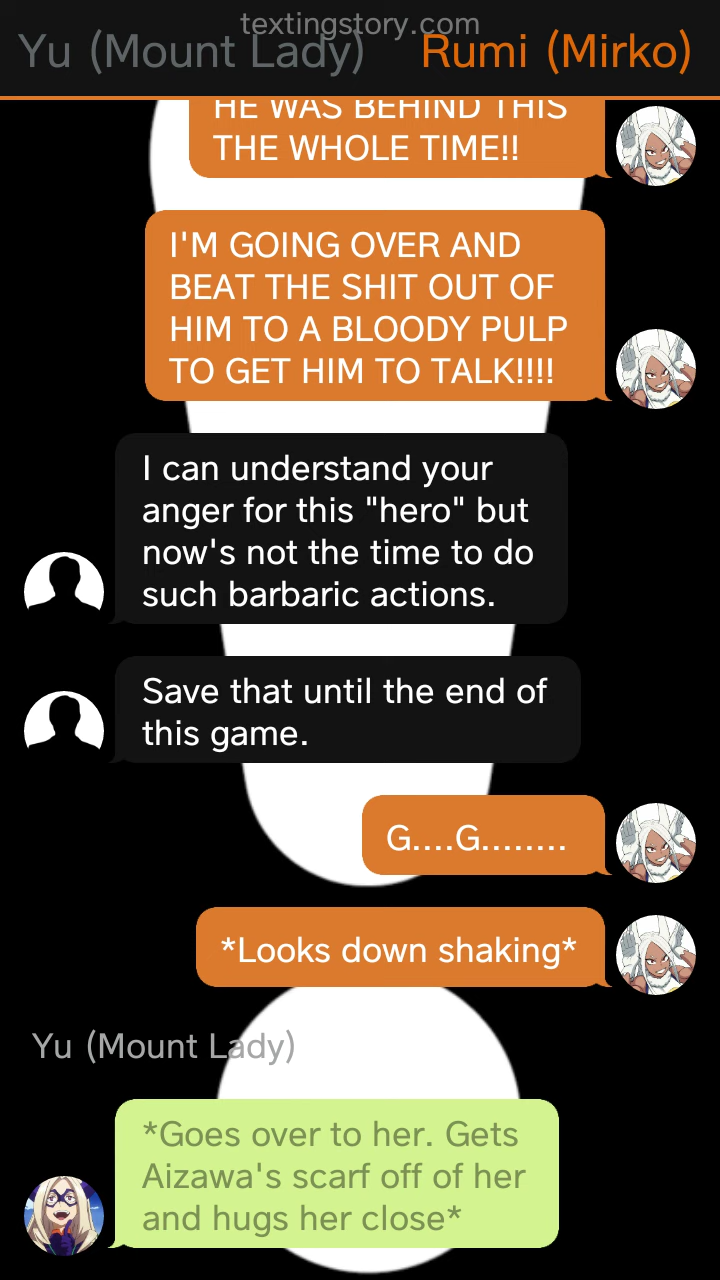 textingstory.com
Yu (Mount Lady) Rumi (Mirko)
HE WAS BEHIND THIS
THE WHOLE TIME!!
I'M GOING OVER AND
BEAT THE SHIT OUT OF
HIM TO A BLOODY PULP
TO GET HIM TO TALK!!!!
I can understand your
anger for this "hero" but
now's not the time to do
such barbaric actions.
Save that until the end of
this game.
G....G........
*Looks down shaking*
Yu (Mount Lady)
*Goes over to her. Gets
Aizawa's scarf off of her
and hugs her close*